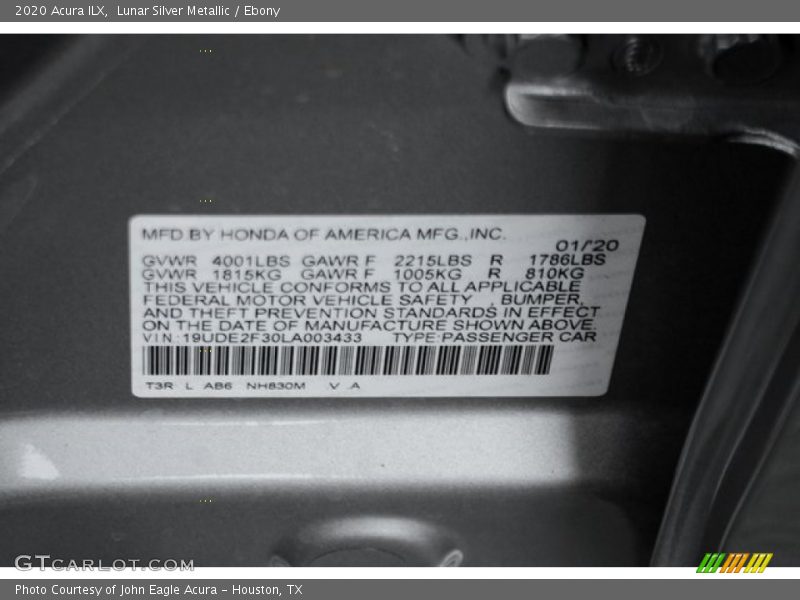 2020 Acura ILX, Lunar Silver Metallic / Ebony
MFD BY HONDA OF AMERICA MFG.,INC.
01/'20
GVWR 4001LBS GAWR F 2215LBS R 1786LBS
GVWR 1815KG GAWR F 1005KG R 810KG
THIS VEHICLE CONFORMS TO ALL APPLICABLE
FEDERAL MOTOR VEHICLE SAFETY , BUMPER,
AND THEFT PREVENTION STANDARDS IN EFFECT
ON THE DATE OF MANUFACTURE SHOWN ABOVE.
VIN:19UDE2F30LA003433 TYPE:PASSENGER CAR
T3R L AB6 NH830M V A
GTCARLOT.COM
Photo Courtesy of John Eagle Acura - Houston, TX